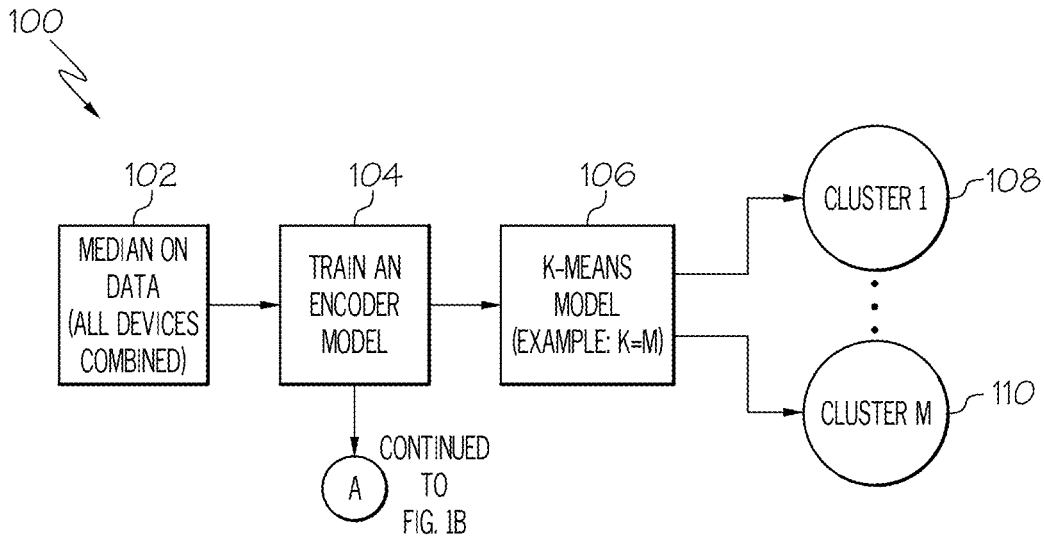 100
102
MEDIAN ON
DATA
(ALL DEVICES
COMBINED)
104
TRAIN AN
ENCODER
MODEL
106
K-MEANS
MODEL
(EXAMPLE: K=M)
CLUSTER 1
108
CLUSTER M
110
A
CONTINUED
TO
FIG. 1B